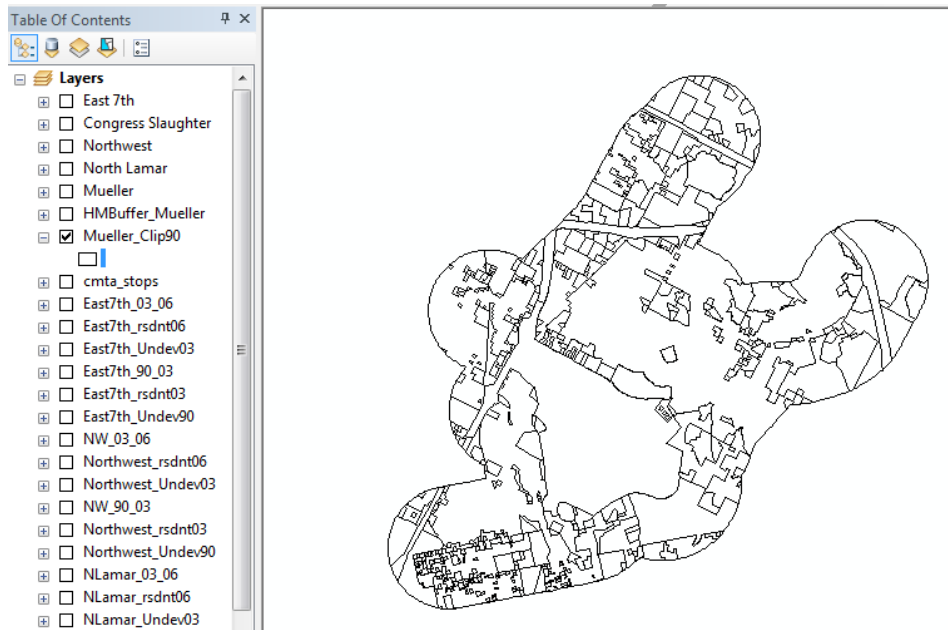 Table Of Contents
Layers
East 7th
Congress Slaughter
Northwest
North Lamar
Mueller
HMBuffer_Mueller
Mueller_Clip90
cmta_stops
East7th_03_06
East7th_rsdnt06
East7th_Undev03
East7th_90_03
East7th_rsdnt03
East7th_Undev90
NW_03_06
Northwest_rsdnt06
Northwest_Undev03
NW_90_03
Northwest_rsdnt03
Northwest_Undev90
NLamar_03_06
NLamar_rsdnt06
NLamar_Undev03